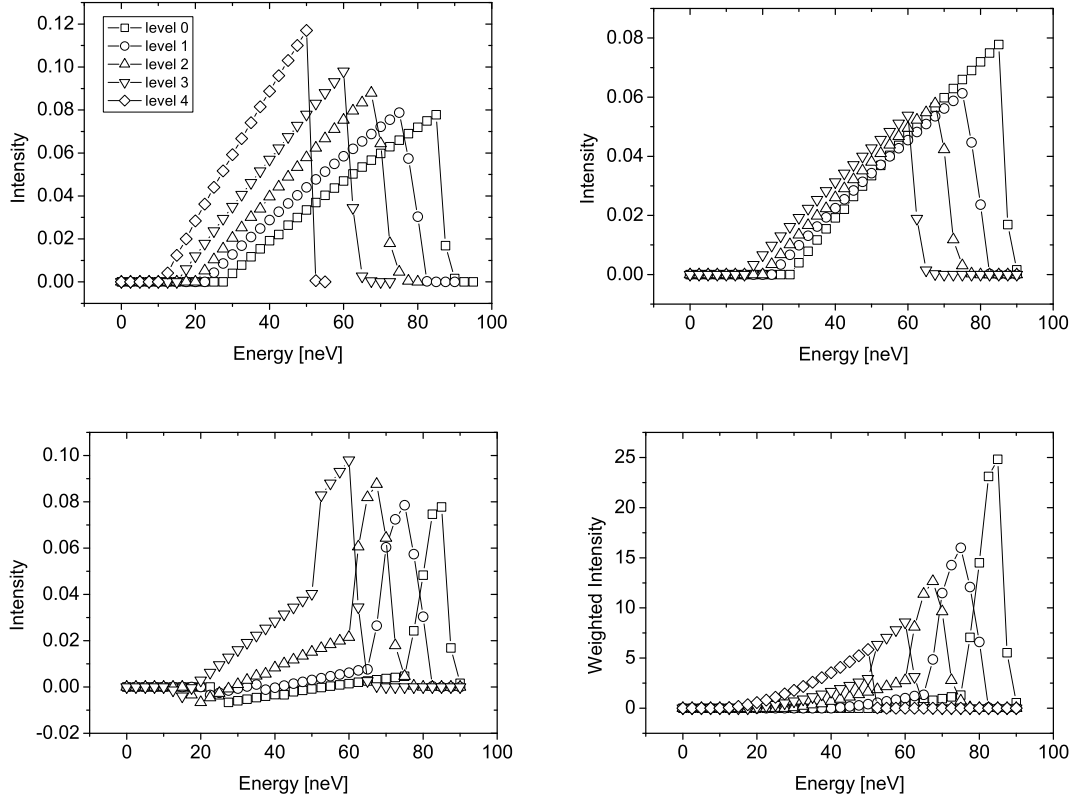 level 0
level 1
level 2
level 3
level 4
0.12
0.10
0.08
0.06
0.04
0.02
0.00
Intensity
0 20 40 60 80 100
Energy [neV]
0.08
0.06
0.04
0.02
0.00
Intensity
0 20 40 60 80 100
Energy [neV]
0.10
0.08
0.06
0.04
0.02
0.00
-0.02
Intensity
0 20 40 60 80 100
Energy [neV]
25
20
15
10
5
0
Weighted Intensity
0 20 40 60 80 100
Energy [neV]